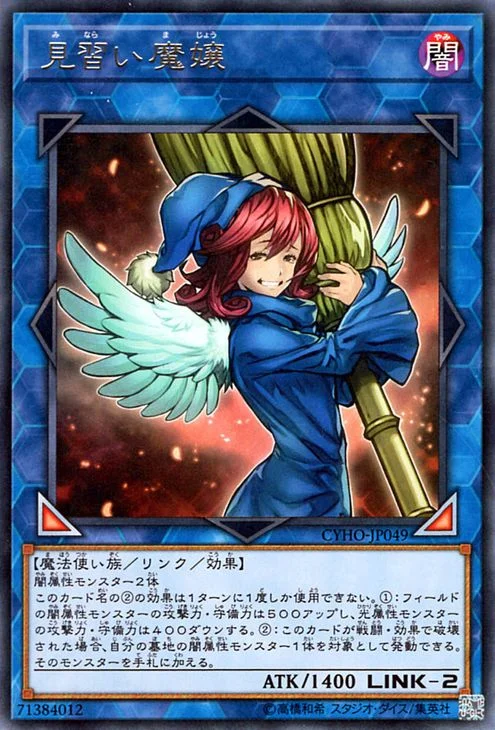 見習い魔嬢
闇
CYHO-JP049
【魔法使い族／リンク／効果】
闇属性モンスター2体
このカード名の②の効果は1ターンに1度しか使用できない。①：フィールド
の闇属性モンスターの攻撃力・守備力は500アップし、光属性モンスター
の攻撃力・守備力は400ダウンする。②：このカードが戦闘・効果で破壊
された場合、自分の墓地の闇属性モンスター1体を対象として発動できる。
そのモンスターを手札に加える。
ATK/1400 LINK-2
71384012 ©高橋和希 スタジオ・ダイス/集英社